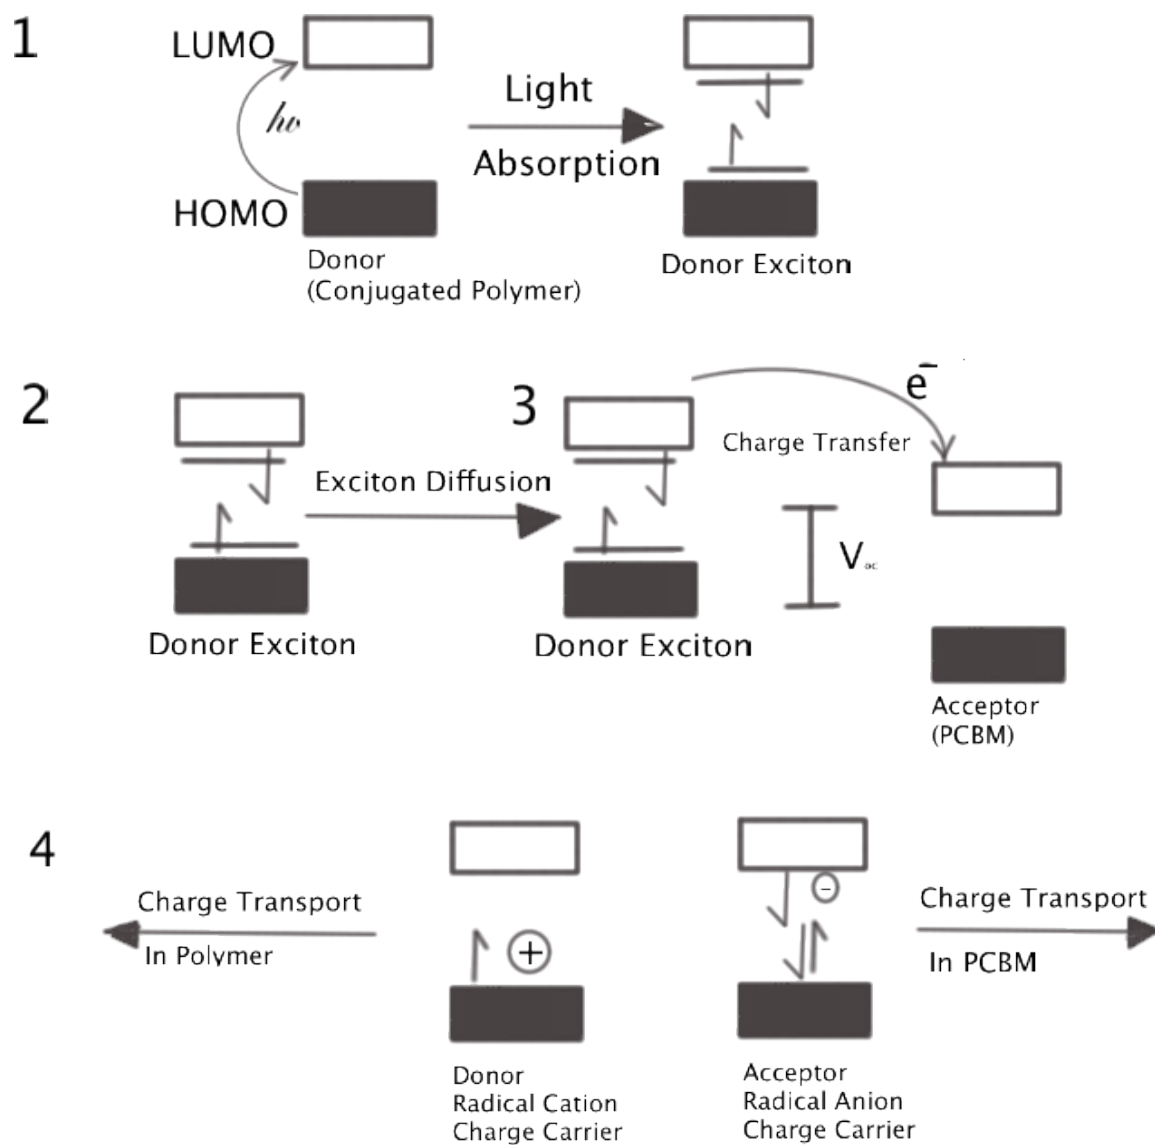 1
LUMO
hν
HOMO
Donor
(Conjugated Polymer)
Light
Absorption
Donor Exciton
2
Donor Exciton
Exciton Diffusion
3
Donor Exciton
e-
Charge Transfer
Voc
Acceptor
(PCBM)
4
Charge Transport
In Polymer
+
Donor
Radical Cation
Charge Carrier
-
Acceptor
Radical Anion
Charge Carrier
Charge Transport
In PCBM